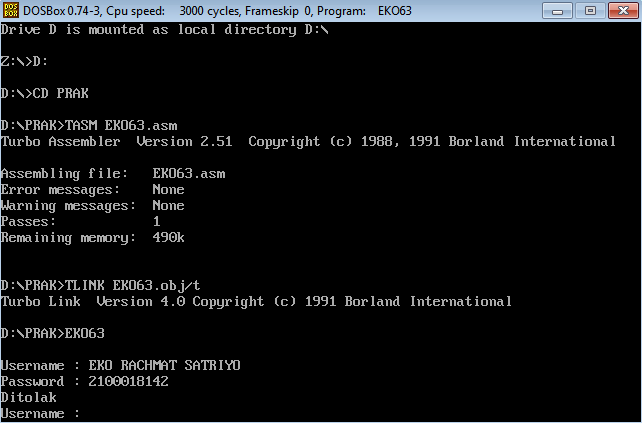 DOSBox 0.74-3, Cpu speed:    3000 cycles, Frameskip  0, Program:    EKO63
Drive D is mounted as local directory D:\
Z:\>D:
D:\>CD PRAK
D:\PRAK>TASM EKO63.asm
Turbo Assembler  Version 2.51  Copyright (c) 1988, 1991 Borland International
Assembling file:   EKO63.asm
Error messages:    None
Warning messages:  None
Passes:            1
Remaining memory:  490k
D:\PRAK>TLINK EKO63.obj/t
Turbo Link  Version 4.0 Copyright (c) 1991 Borland International
D:\PRAK>EKO63
Username : EKO RACHMAT SATRIYO
Password : 2100018142
Ditolak
Username :